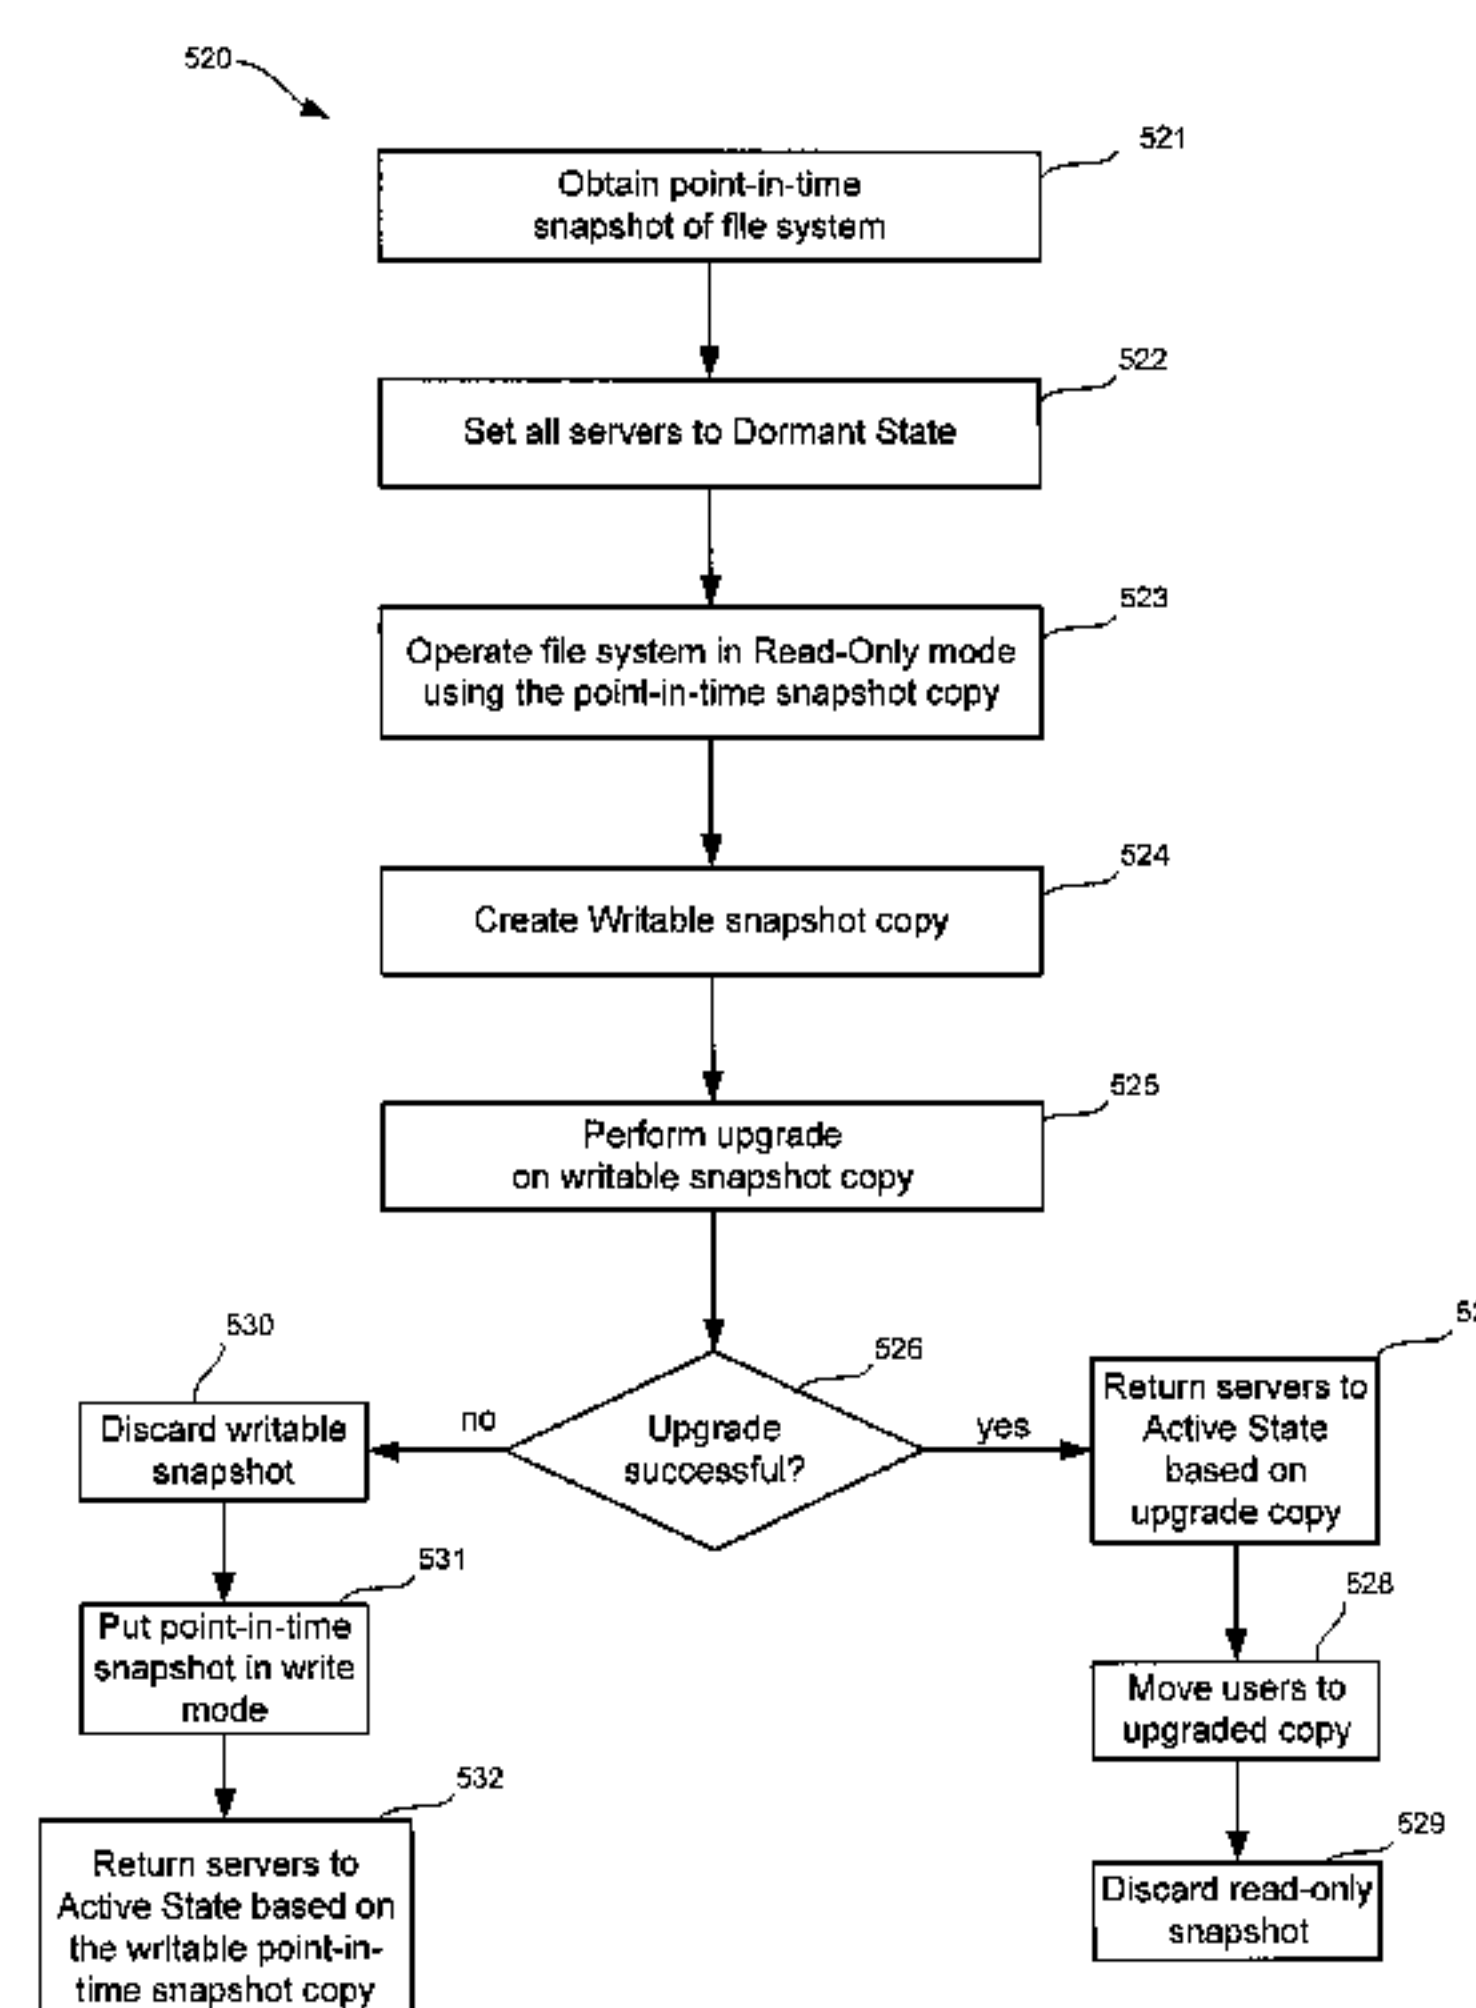 520
521
Obtain point-in-time
snapshot of file system
522
Set all servers to Dormant State
523
Operate file system in Read-Only mode
using the point-in-time snapshot copy
524
Create Writable snapshot copy
525
Perform upgrade
on writable snapshot copy
526
Upgrade
successful?
no
yes
530
Discard writable
snapshot
531
Put point-in-time
snapshot in write
mode
532
Return servers to
Active State based on
the writable point-in-
time snapshot copy
Return servers to
Active State
based on
upgrade copy
528
Move users to
upgraded copy
529
Discard read-only
snapshot